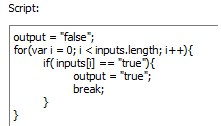 Script:
output = "false";
for(var i = 0; i < inputs.length; i++){
if( inputs[i] == "true"){
output = "true";
break;
}
}